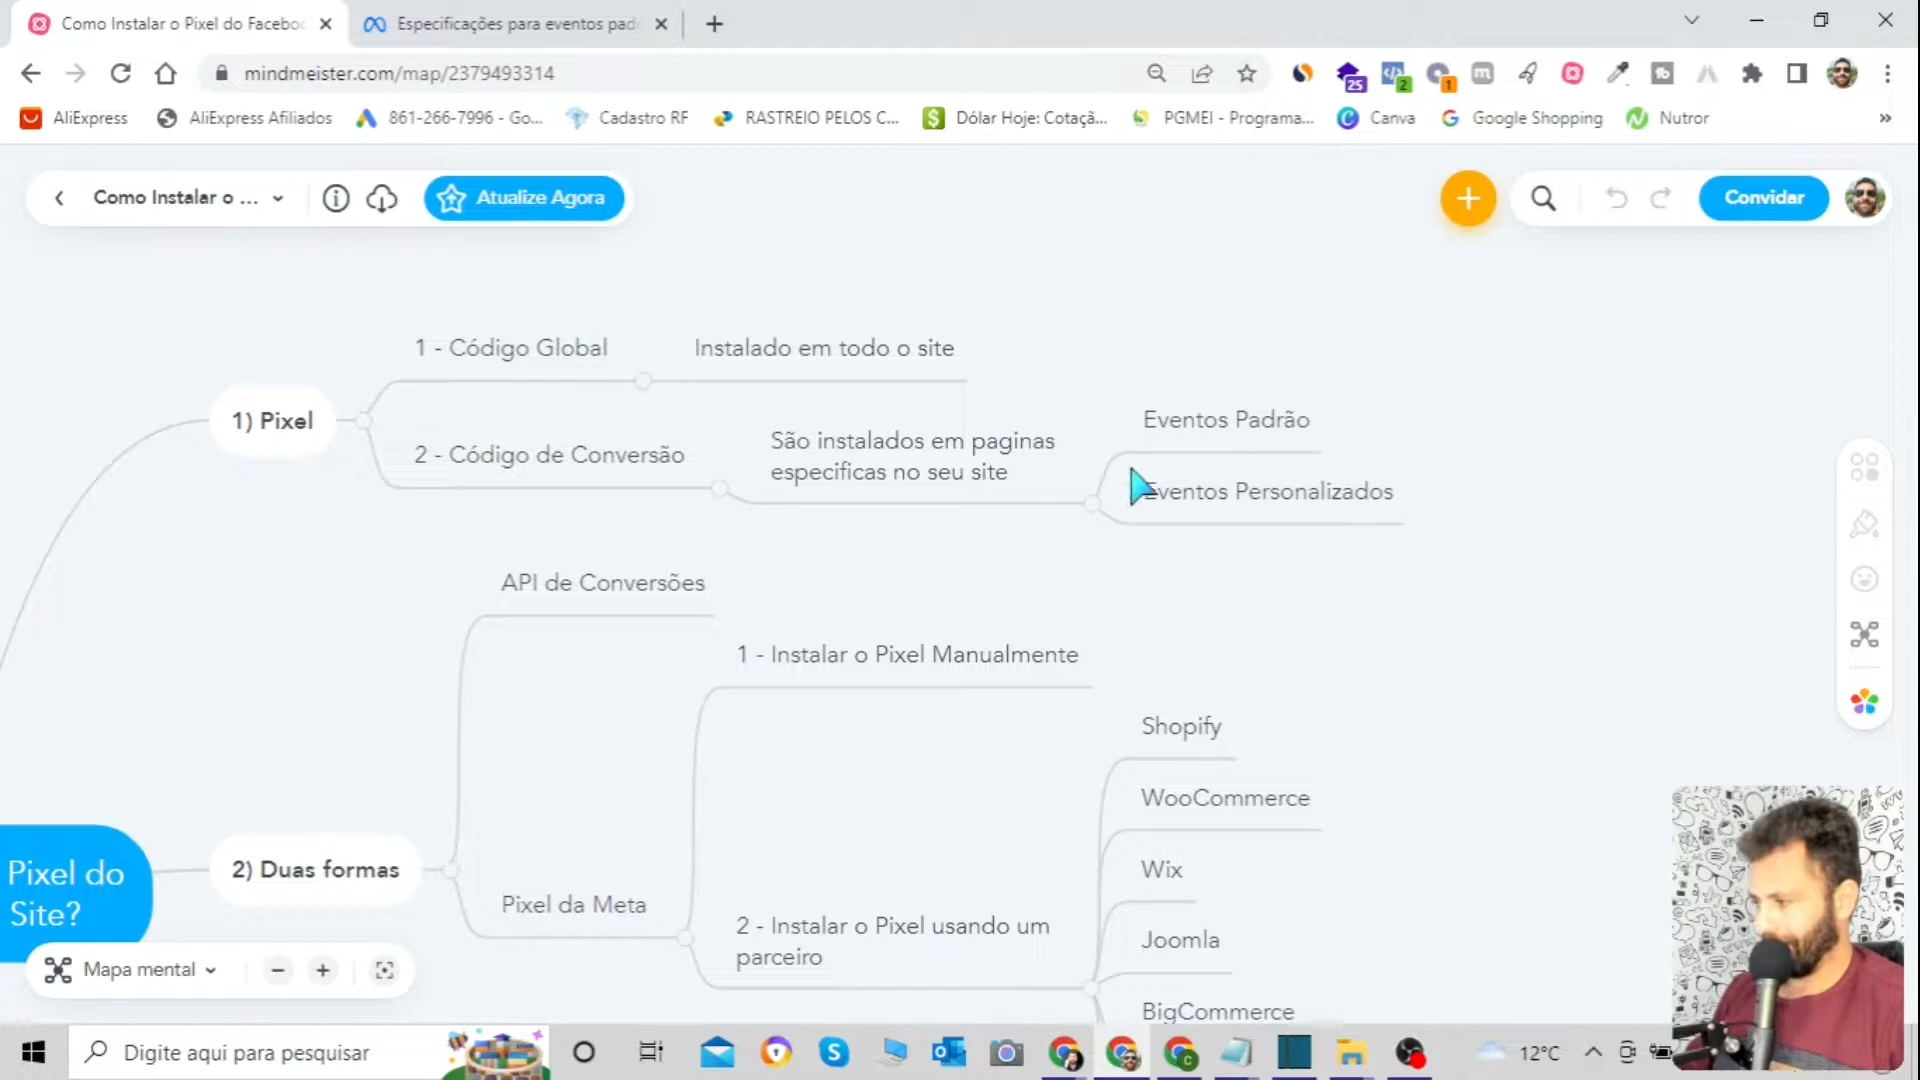 Como Instalar o Pixel do Faceboo
Especificações para eventos pad
mindmeister.com/map/2379493314
25
2
1
AliExpress
AliExpress Afiliados
861-266-7996 - Go...
Cadastro RF
RASTREIO PELOS C...
Dólar Hoje: Cotaçã...
PGMEI - Programa...
Canva
Google Shopping
Nutror
»
Como Instalar o ...
Atualize Agora
Convidar
1 - Código Global
Instalado em todo o site
1) Pixel
2 - Código de Conversão
São instalados em paginas
especificas no seu site
Eventos Padrão
Eventos Personalizados
API de Conversões
1 - Instalar o Pixel Manualmente
Shopify
WooCommerce
Pixel do
Site?
2) Duas formas
Wix
Pixel da Meta
2 - Instalar o Pixel usando um
parceiro
Joomla
BigCommerce
Mapa mental
Digite aqui para pesquisar
12°C